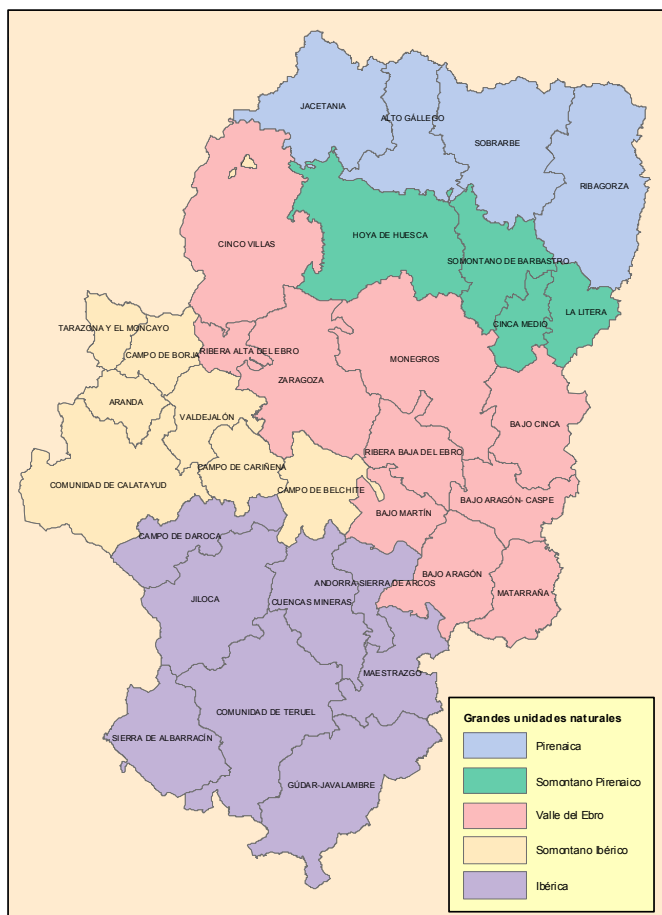 JACETANIA
ALTO GÁLLEGO
SOBRARBE
RIBAGORZA
HOYA DE HUESCA
CINCO VILLAS
SOMONTANO DE BARBASTRO
LA LITERA
CINCA MEDIO
TARAZONA Y EL MONCAYO
CAMPO DE BORJA
RIBERA ALTA DEL EBRO
MONEGROS
ZARAGOZA
ARANDA
VALDEJALÓN
BAJO CINCA
RIBERA BAJA DEL EBRO
CAMPO DE CARIÑENA
COMUNIDAD DE CALATAYUD
CAMPO DE BELCHITE
BAJO ARAGÓN- CASPE
BAJO MARTÍN
CAMPO DE DAROCA
BAJO ARAGÓN
ANDORRA-SIERRA DE ARCOS
MATARRAÑA
JILOCA
CUENCAS MINERAS
MAESTRAZGO
COMUNIDAD DE TERUEL
SIERRA DE ALBARRACÍN
GÚDAR-JAVALAMBRE
Grandes unidades naturales
Pirenaica
Somontano Pirenaico
Valle del Ebro
Somontano Ibérico
Ibérica